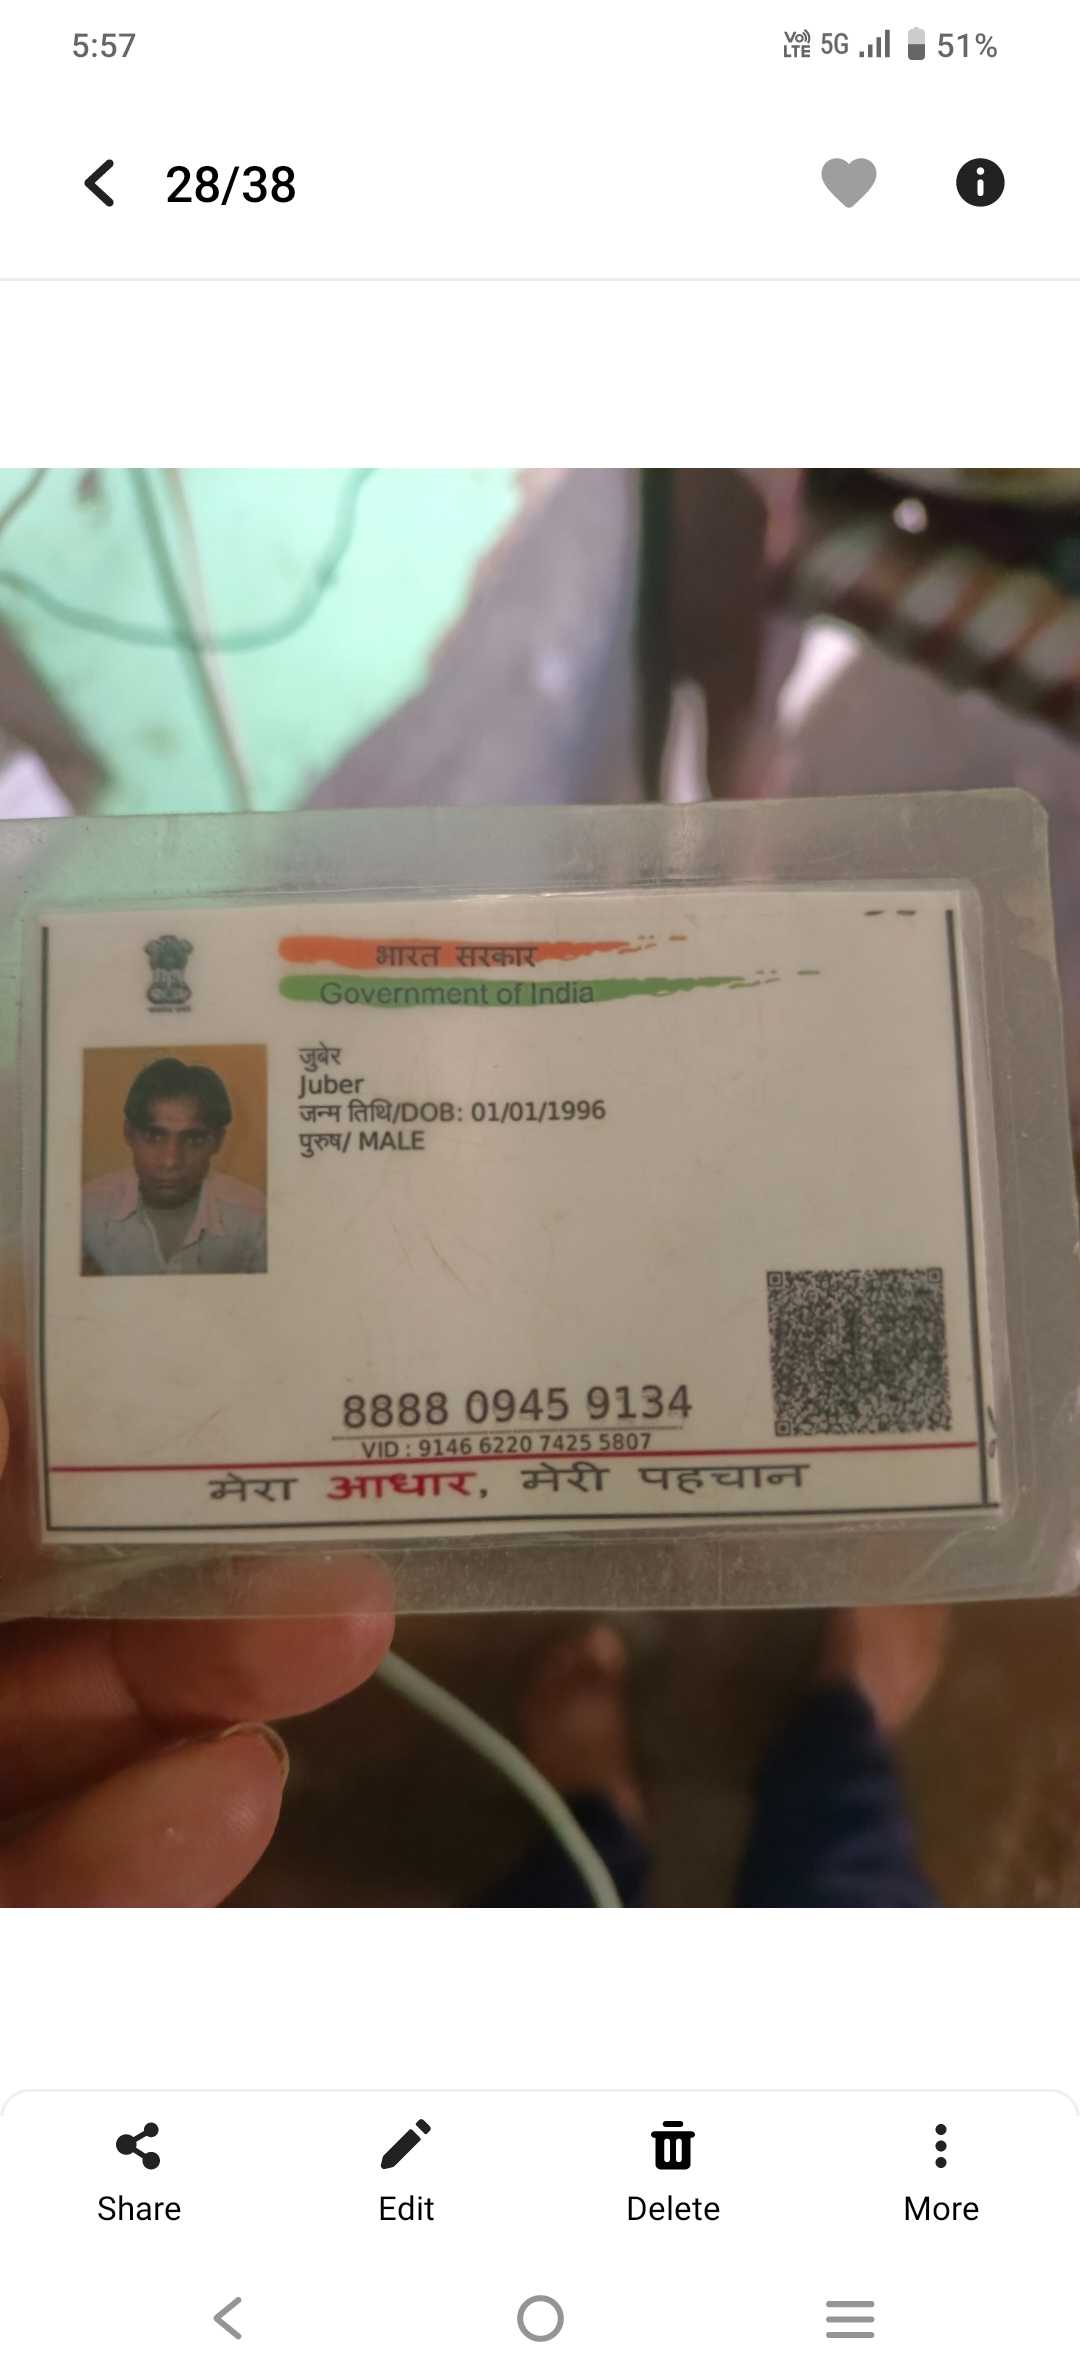 5:57
Vo) LTE 5G 51%
28/38
भारत सरकार
Government of India
जुबेर
Juber
जन्म तिथि/DOB: 01/01/1996
पुरुष/ MALE
8888 0945 9134
VID : 9146 6220 7425 5807
मेरा आधार, मेरी पहचान
Share
Edit
Delete
More